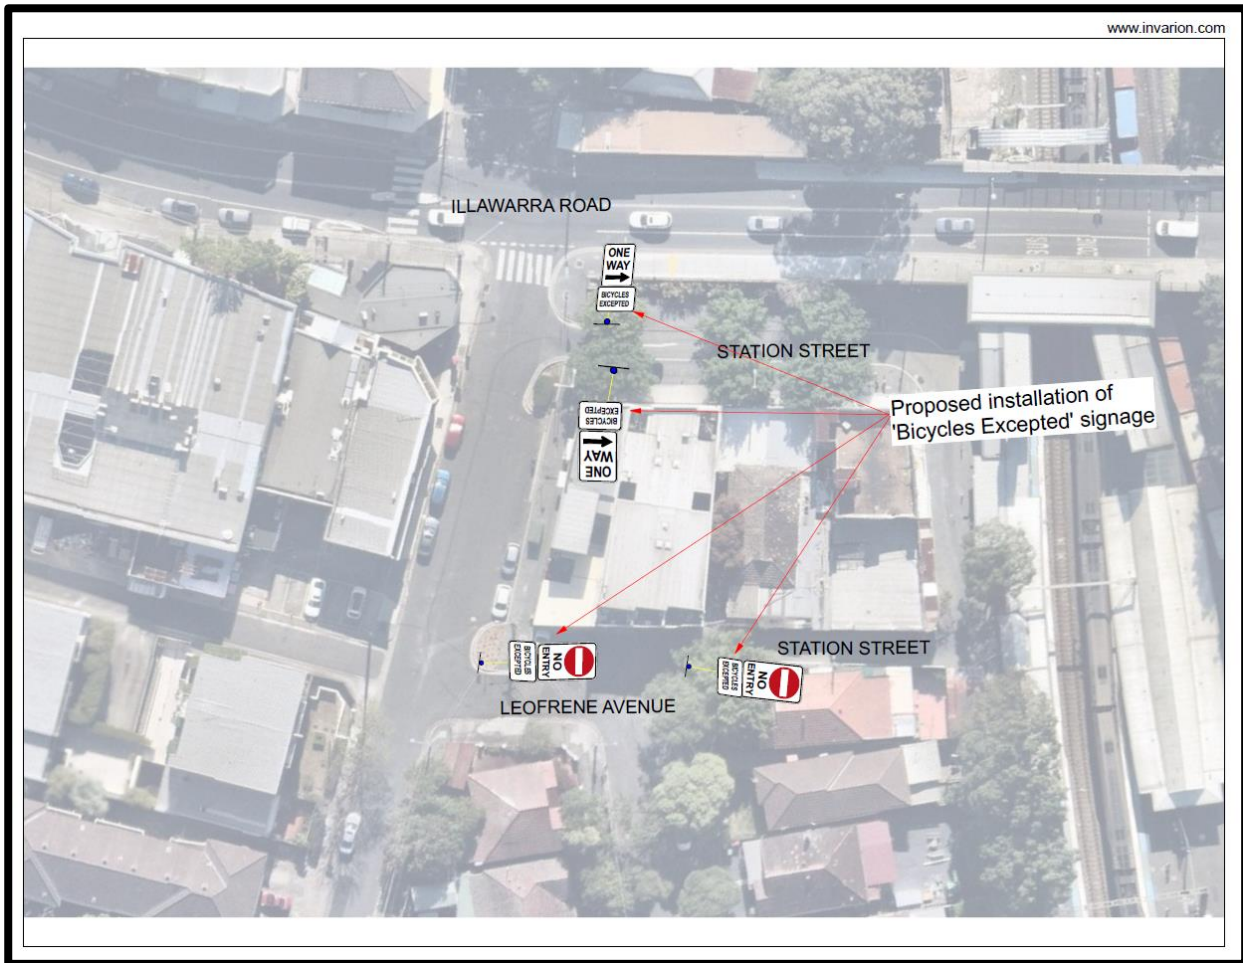 www.invarion.com
ILLAWARRA ROAD
ONE
WAY
BICYCLES
EXCEPTED
STATION STREET
Proposed installation of
'Bicycles Excepted' signage
BICYCLES
EXCEPTED
ONE
WAY
BICYCLES
EXCEPTED
NO
ENTRY
BICYCLES
EXCEPTED
NO
ENTRY
STATION STREET
LEOFRENE AVENUE